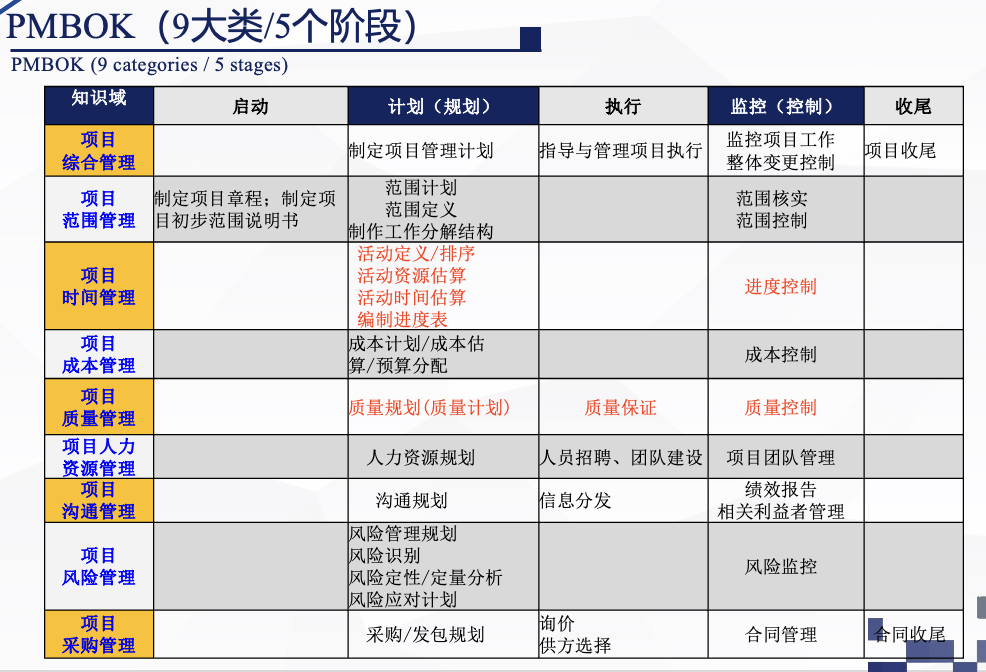 PMBOK（9大类/5个阶段）
PMBOK (9 categories / 5 stages)
知识域 启动 计划（规划） 执行 监控（控制） 收尾
项目
综合管理
制定项目管理计划
指导与管理项目执行
监控项目工作
整体变更控制
项目收尾
项目
范围管理
制定项目章程；制定项
目初步范围说明书
范围计划
范围定义
制作工作分解结构
范围核实
范围控制
项目
时间管理
活动定义/排序
活动资源估算
活动时间估算
编制进度表
进度控制
项目
成本管理
成本计划/成本估
算/预算分配
成本控制
项目
质量管理
质量规划(质量计划)
质量保证
质量控制
项目人力
资源管理
人力资源规划
人员招聘、团队建设
项目团队管理
项目
沟通管理
沟通规划
信息分发
绩效报告
相关利益者管理
项目
风险管理
风险管理规划
风险识别
风险定性/定量分析
风险应对计划
风险监控
项目
采购管理
采购/发包规划
询价
供方选择
合同管理
合同收尾